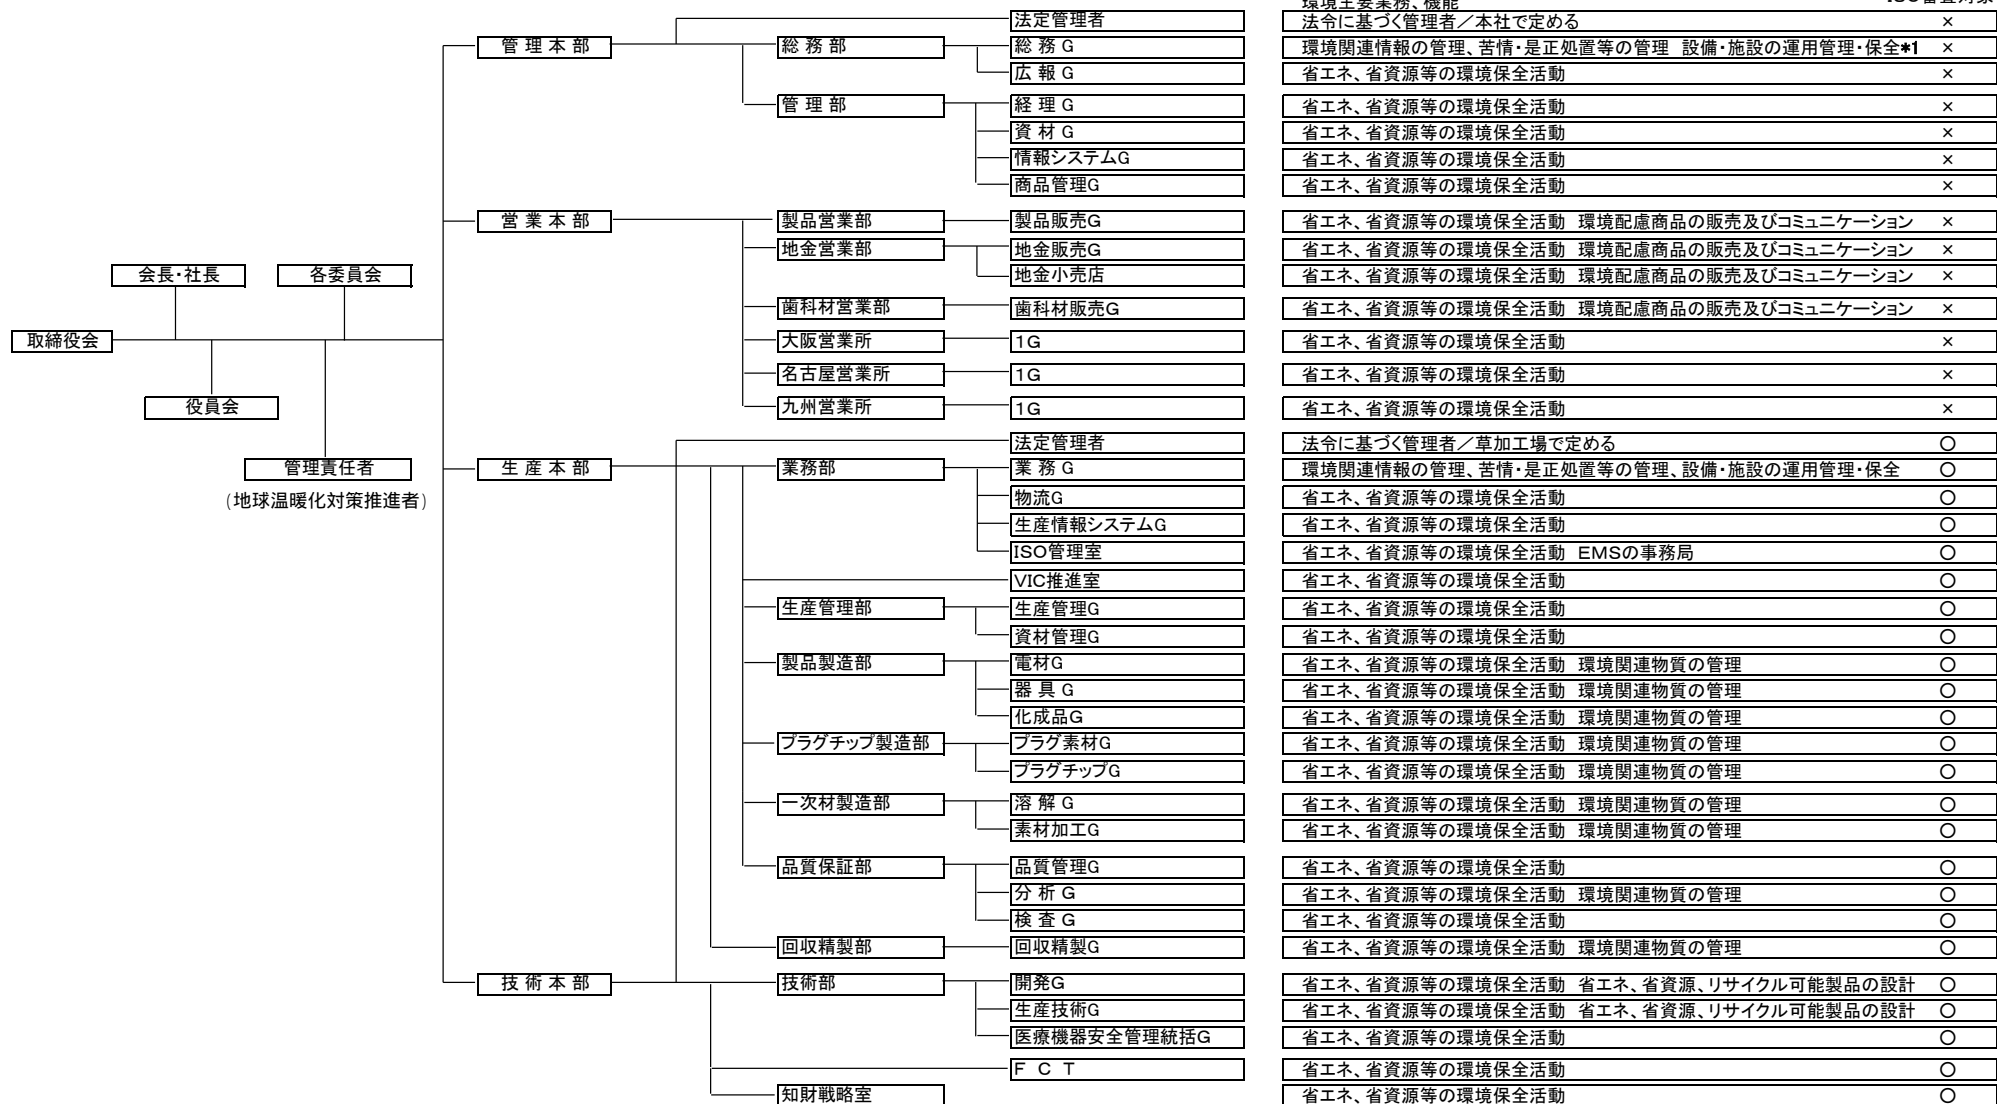 環境主要業務、機能 ISO審査対象
法定管理者 法令に基づく管理者／本社で定める ×
管 理 本 部 総 務 部 総 務 G 環境関連情報の管理、苦情・是正処置等の管理 設備・施設の運用管理・保全*1 ×
広 報 G 省エネ、省資源等の環境保全活動 ×
管 理 部 経 理 G 省エネ、省資源等の環境保全活動 ×
資 材 G 省エネ、省資源等の環境保全活動 ×
情報システムG 省エネ、省資源等の環境保全活動 ×
商品管理G 省エネ、省資源等の環境保全活動 ×
営 業 本 部 製品営業部 製品販売G 省エネ、省資源等の環境保全活動 環境配慮商品の販売及びコミュニケーション ×
地金営業部 地金販売G 省エネ、省資源等の環境保全活動 環境配慮商品の販売及びコミュニケーション ×
会長・社長 各委員会 地金小売店 省エネ、省資源等の環境保全活動 環境配慮商品の販売及びコミュニケーション ×
歯科材営業部 歯科材販売G 省エネ、省資源等の環境保全活動 環境配慮商品の販売及びコミュニケーション ×
取締役会 大阪営業所 1G 省エネ、省資源等の環境保全活動 ×
名古屋営業所 1G 省エネ、省資源等の環境保全活動 ×
役員会 九州営業所 1G 省エネ、省資源等の環境保全活動 ×
法定管理者 法令に基づく管理者／草加工場で定める ○
管理責任者 生 産 本 部 業務部 業 務 G 環境関連情報の管理、苦情・是正処置等の管理、設備・施設の運用管理・保全 ○
(地球温暖化対策推進者) 物流G 省エネ、省資源等の環境保全活動 ○
生産情報システムG 省エネ、省資源等の環境保全活動 ○
ISO管理室 省エネ、省資源等の環境保全活動 EMSの事務局 ○
VIC推進室 省エネ、省資源等の環境保全活動 ○
生産管理部 生産管理G 省エネ、省資源等の環境保全活動 ○
資材管理G 省エネ、省資源等の環境保全活動 ○
製品製造部 電材G 省エネ、省資源等の環境保全活動 環境関連物質の管理 ○
器 具 G 省エネ、省資源等の環境保全活動 環境関連物質の管理 ○
化成品G 省エネ、省資源等の環境保全活動 環境関連物質の管理 ○
プラグチップ製造部 プラグ素材G 省エネ、省資源等の環境保全活動 環境関連物質の管理 ○
プラグチップG 省エネ、省資源等の環境保全活動 環境関連物質の管理 ○
一次材製造部 溶 解 G 省エネ、省資源等の環境保全活動 環境関連物質の管理 ○
素材加工G 省エネ、省資源等の環境保全活動 環境関連物質の管理 ○
品質保証部 品質管理G 省エネ、省資源等の環境保全活動 ○
分 析 G 省エネ、省資源等の環境保全活動 環境関連物質の管理 ○
検 査 G 省エネ、省資源等の環境保全活動 ○
回収精製部 回収精製G 省エネ、省資源等の環境保全活動 環境関連物質の管理 ○
技 術 本 部 技術部 開発G 省エネ、省資源等の環境保全活動 省エネ、省資源、リサイクル可能製品の設計 ○
生産技術G 省エネ、省資源等の環境保全活動 省エネ、省資源、リサイクル可能製品の設計 ○
医療機器安全管理統括G 省エネ、省資源等の環境保全活動 ○
F C T 省エネ、省資源等の環境保全活動 ○
知財戦略室 省エネ、省資源等の環境保全活動 ○